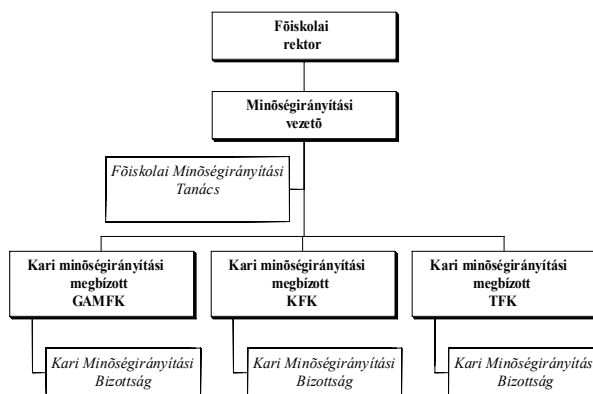 Fõiskolai
rektor
Minõségirányítási
vezetõ
Fõiskolai Minõségirányítási
Tanács
Kari minõségirányítási
megbízott
GAMFK
Kari minõségirányítási
megbízott
KFK
Kari minõségirányítási
megbízott
TFK
Kari Minõségirányítási
Bizottság
Kari Minõségirányítási
Bizottság
Kari Minõségirányítás
Bizottság